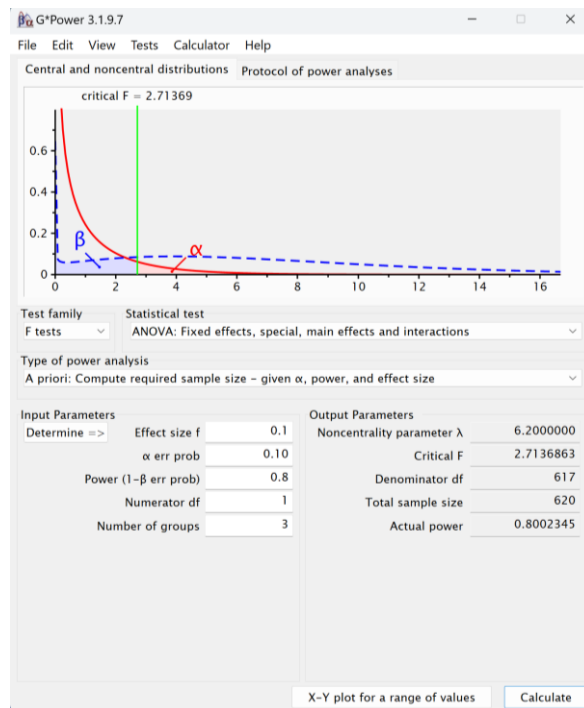 G*Power 3.1.9.7
File Edit View Tests Calculator Help
Central and noncentral distributions Protocol of power analyses
critical F = 2.71369
0.6
0.4
0.2
0
β
α
0 2 4 6 8 10 12 14 16
Test family Statistical test
F tests ANOVA: Fixed effects, special, main effects and interactions
Type of power analysis
A priori: Compute required sample size – given α, power, and effect size
Input Parameters Output Parameters
Determine => Effect size f 0.1 Noncentrality parameter λ 6.2000000
α err prob 0.10 Critical F 2.7136863
Power (1-β err prob) 0.8 Denominator df 617
Numerator df 1 Total sample size 620
Number of groups 3 Actual power 0.8002345
X-Y plot for a range of values Calculate